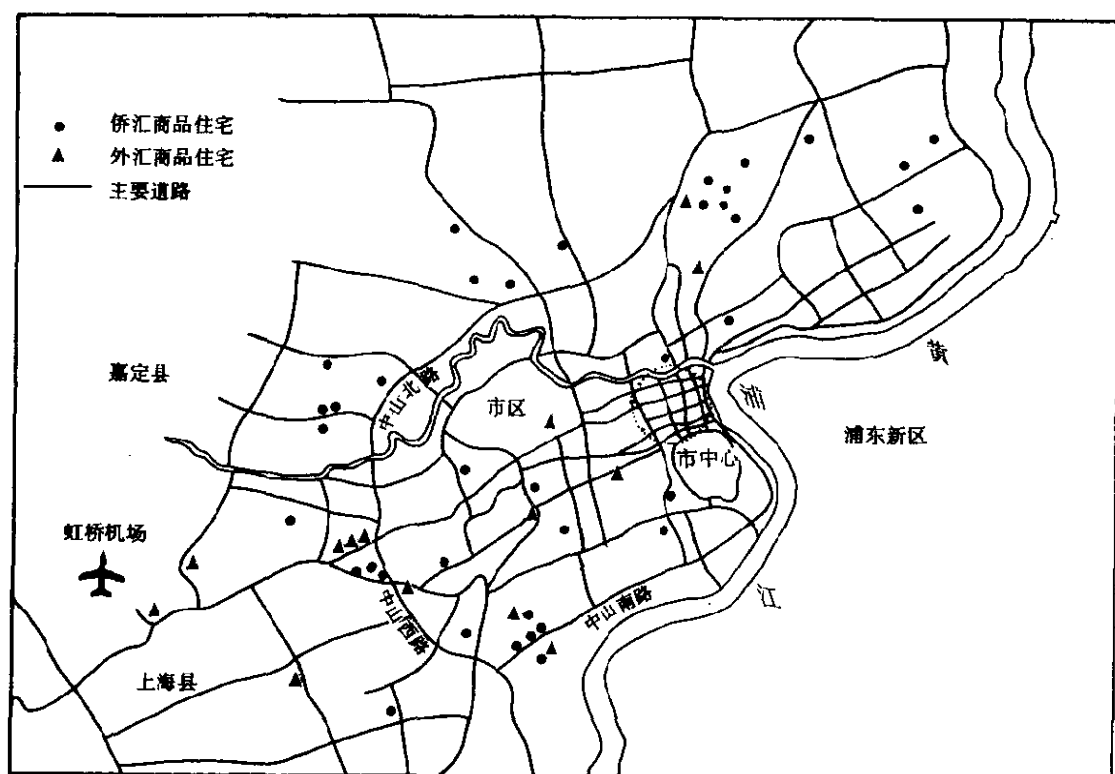 侨汇商品住宅
外汇商品住宅
主要道路
嘉定县
中山北路
市区
黄
浦
江
浦东新区
市中心
虹桥机场
中山西路
中山南路
上海县